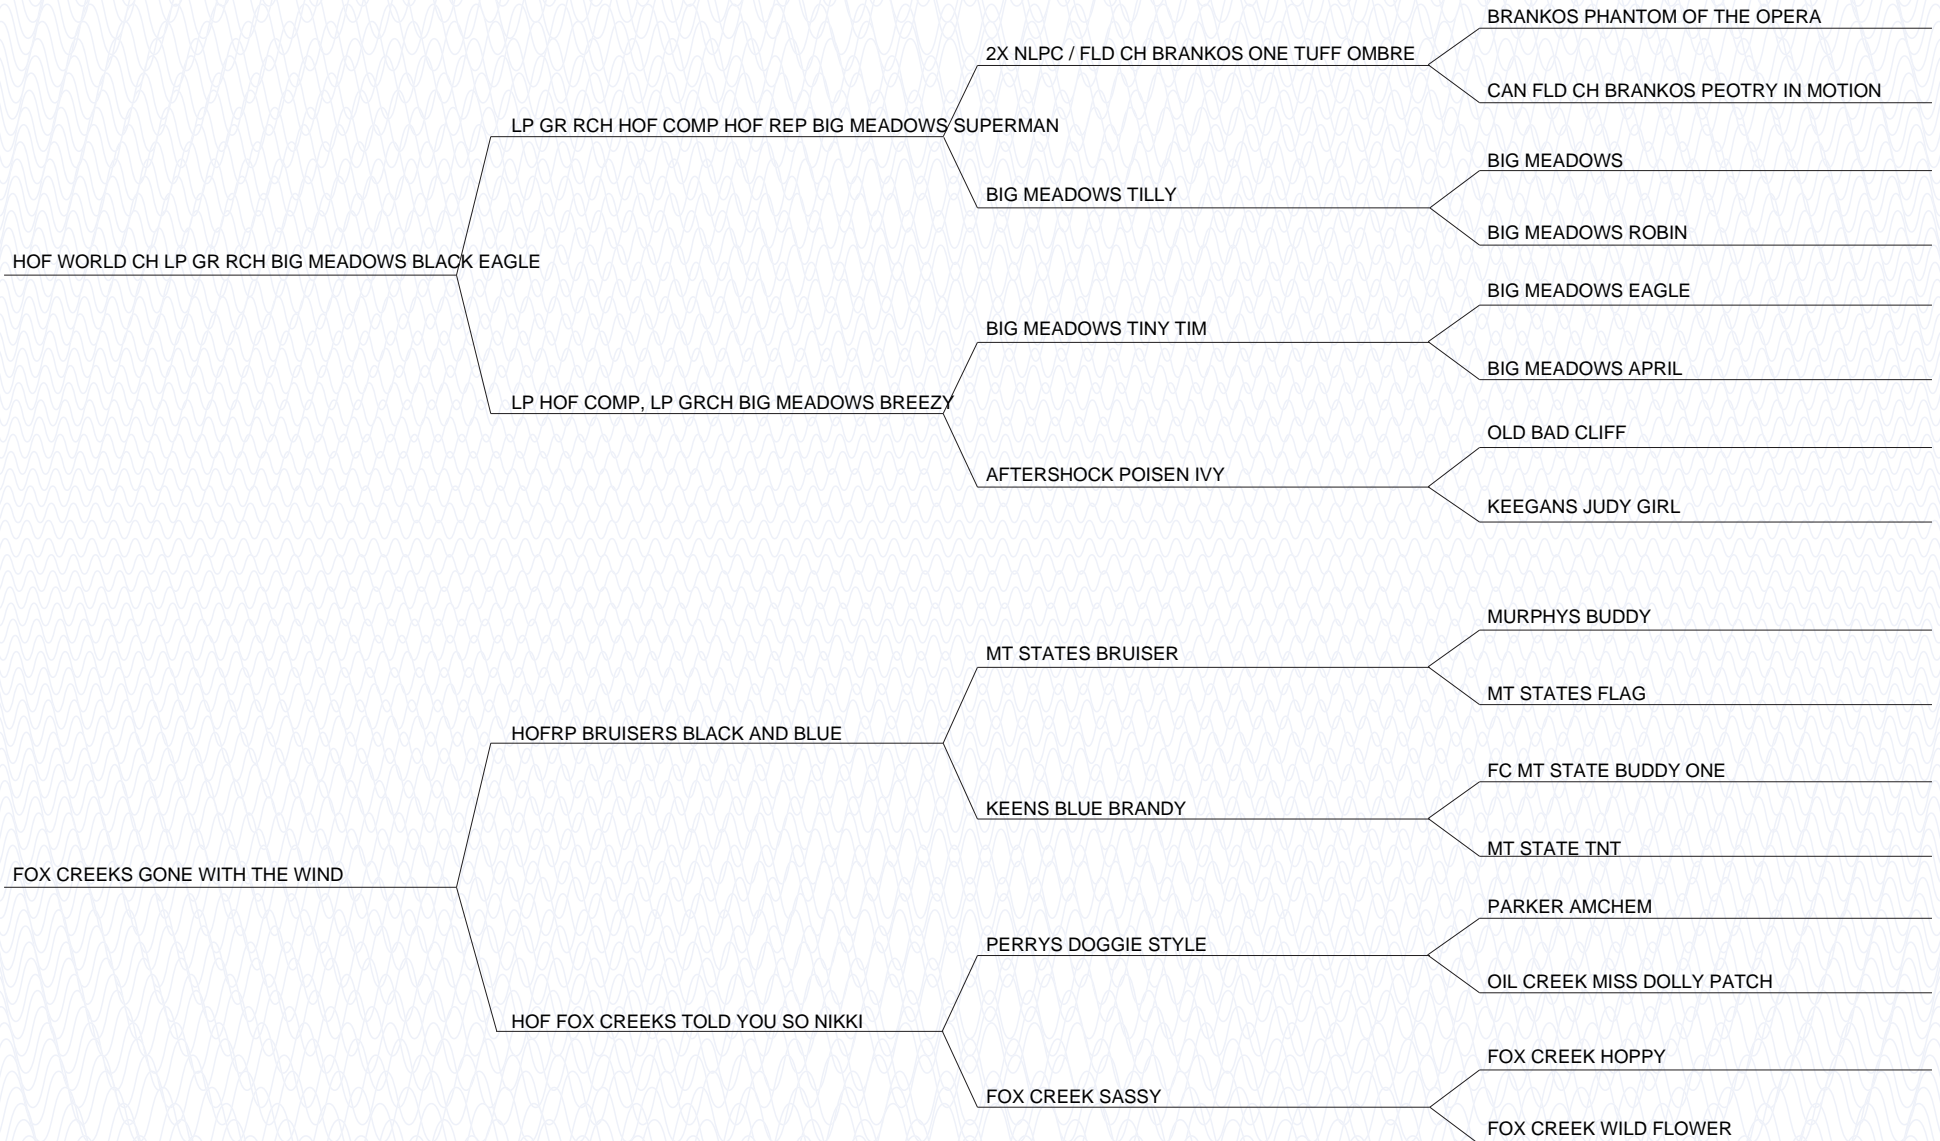 BRANKOS PHANTOM OF THE OPERA
2X NLPC / FLD CH BRANKOS ONE TUFF OMBRE
CAN FLD CH BRANKOS PEOTRY IN MOTION
LP GR RCH HOF COMP HOF REP BIG MEADOWS SUPERMAN
BIG MEADOWS
BIG MEADOWS TILLY
BIG MEADOWS ROBIN
HOF WORLD CH LP GR RCH BIG MEADOWS BLACK EAGLE
BIG MEADOWS EAGLE
BIG MEADOWS TINY TIM
BIG MEADOWS APRIL
LP HOF COMP, LP GRCH BIG MEADOWS BREEZY
OLD BAD CLIFF
AFTERSHOCK POISEN IVY
KEEGANS JUDY GIRL
MURPHYS BUDDY
MT STATES BRUISER
MT STATES FLAG
HOFRP BRUISERS BLACK AND BLUE
FC MT STATE BUDDY ONE
KEENS BLUE BRANDY
MT STATE TNT
FOX CREEKS GONE WITH THE WIND
PARKER AMCHEM
PERRYS DOGGIE STYLE
OIL CREEK MISS DOLLY PATCH
HOF FOX CREEKS TOLD YOU SO NIKKI
FOX CREEK HOPPY
FOX CREEK SASSY
FOX CREEK WILD FLOWER